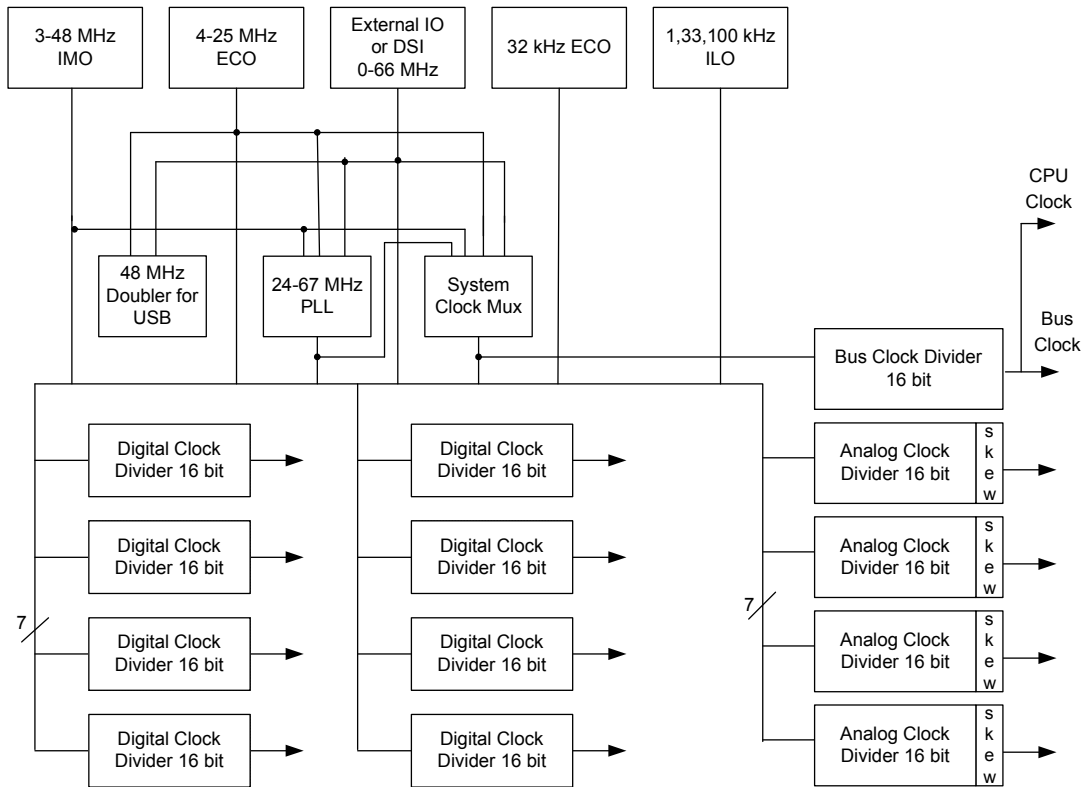 3-48 MHz
IMO
4-25 MHz
ECO
External IO
or DSI
0-66 MHz
32 kHz ECO
1,33,100 kHz
ILO
CPU
Clock
48 MHz
Doubler for
USB
24-67 MHz
PLL
System
Clock Mux
Bus
Clock
Bus Clock Divider
16 bit
Digital Clock
Divider 16 bit
Digital Clock
Divider 16 bit
Analog Clock
Divider 16 bit
s
k
e
w
Digital Clock
Divider 16 bit
Digital Clock
Divider 16 bit
Analog Clock
Divider 16 bit
s
k
e
w
7
7
Digital Clock
Divider 16 bit
Digital Clock
Divider 16 bit
Analog Clock
Divider 16 bit
s
k
e
w
Digital Clock
Divider 16 bit
Digital Clock
Divider 16 bit
Analog Clock
Divider 16 bit
s
k
e
w